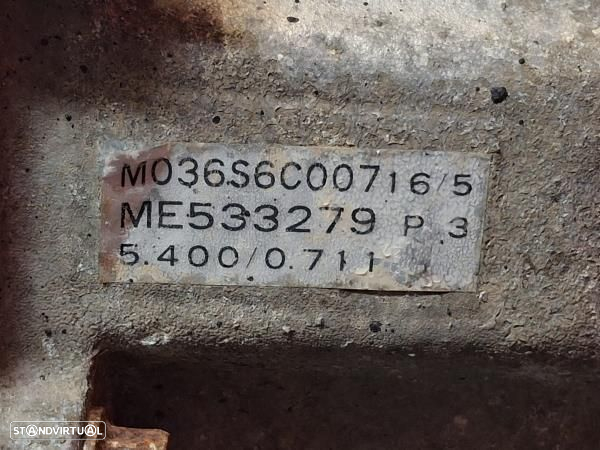 M036S6C00716/5
ME533279 P.3
5.400/0.711
STANDVIRTUAL